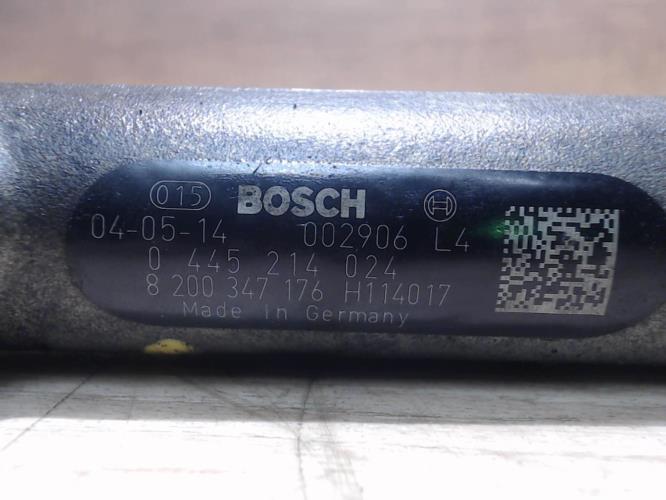 015 BOSCH
04-05-14 002906 L4
0 445 214 024
8 200 347 176 H114017
Made in Germany